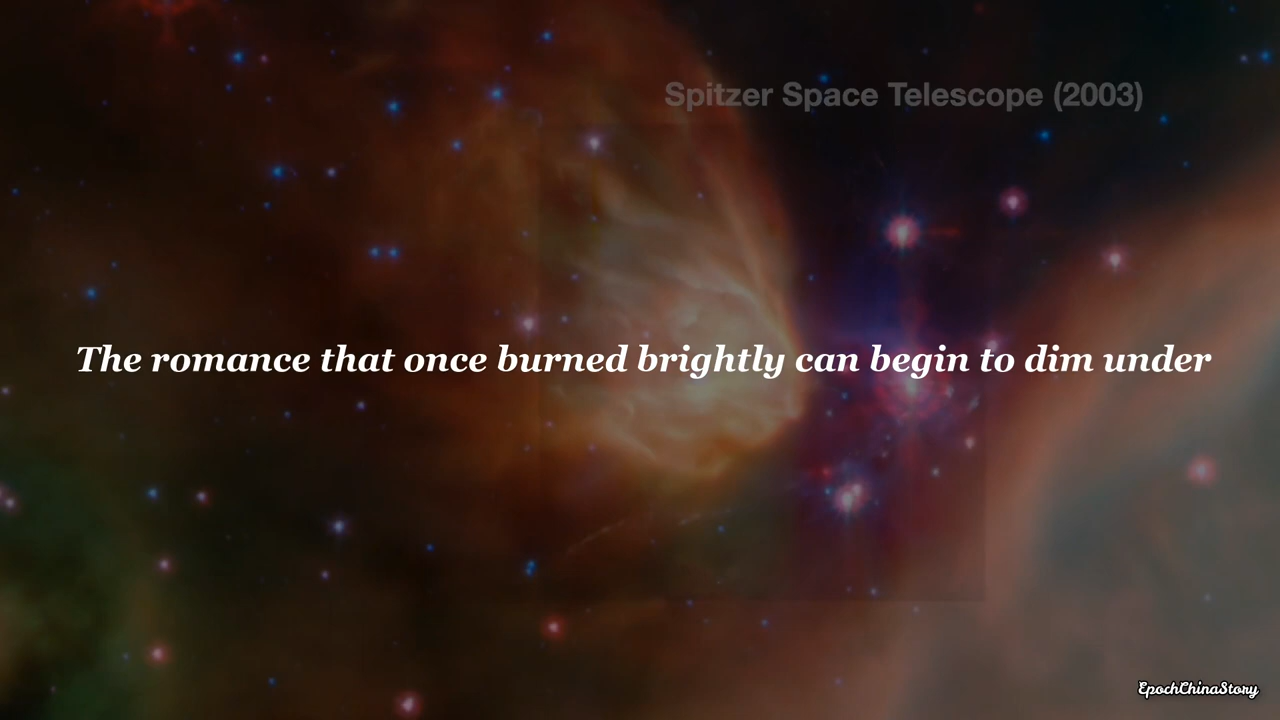 Spitzer Space Telescope (2003)
The romance that once burned brightly can begin to dim under
EpochChinaStory